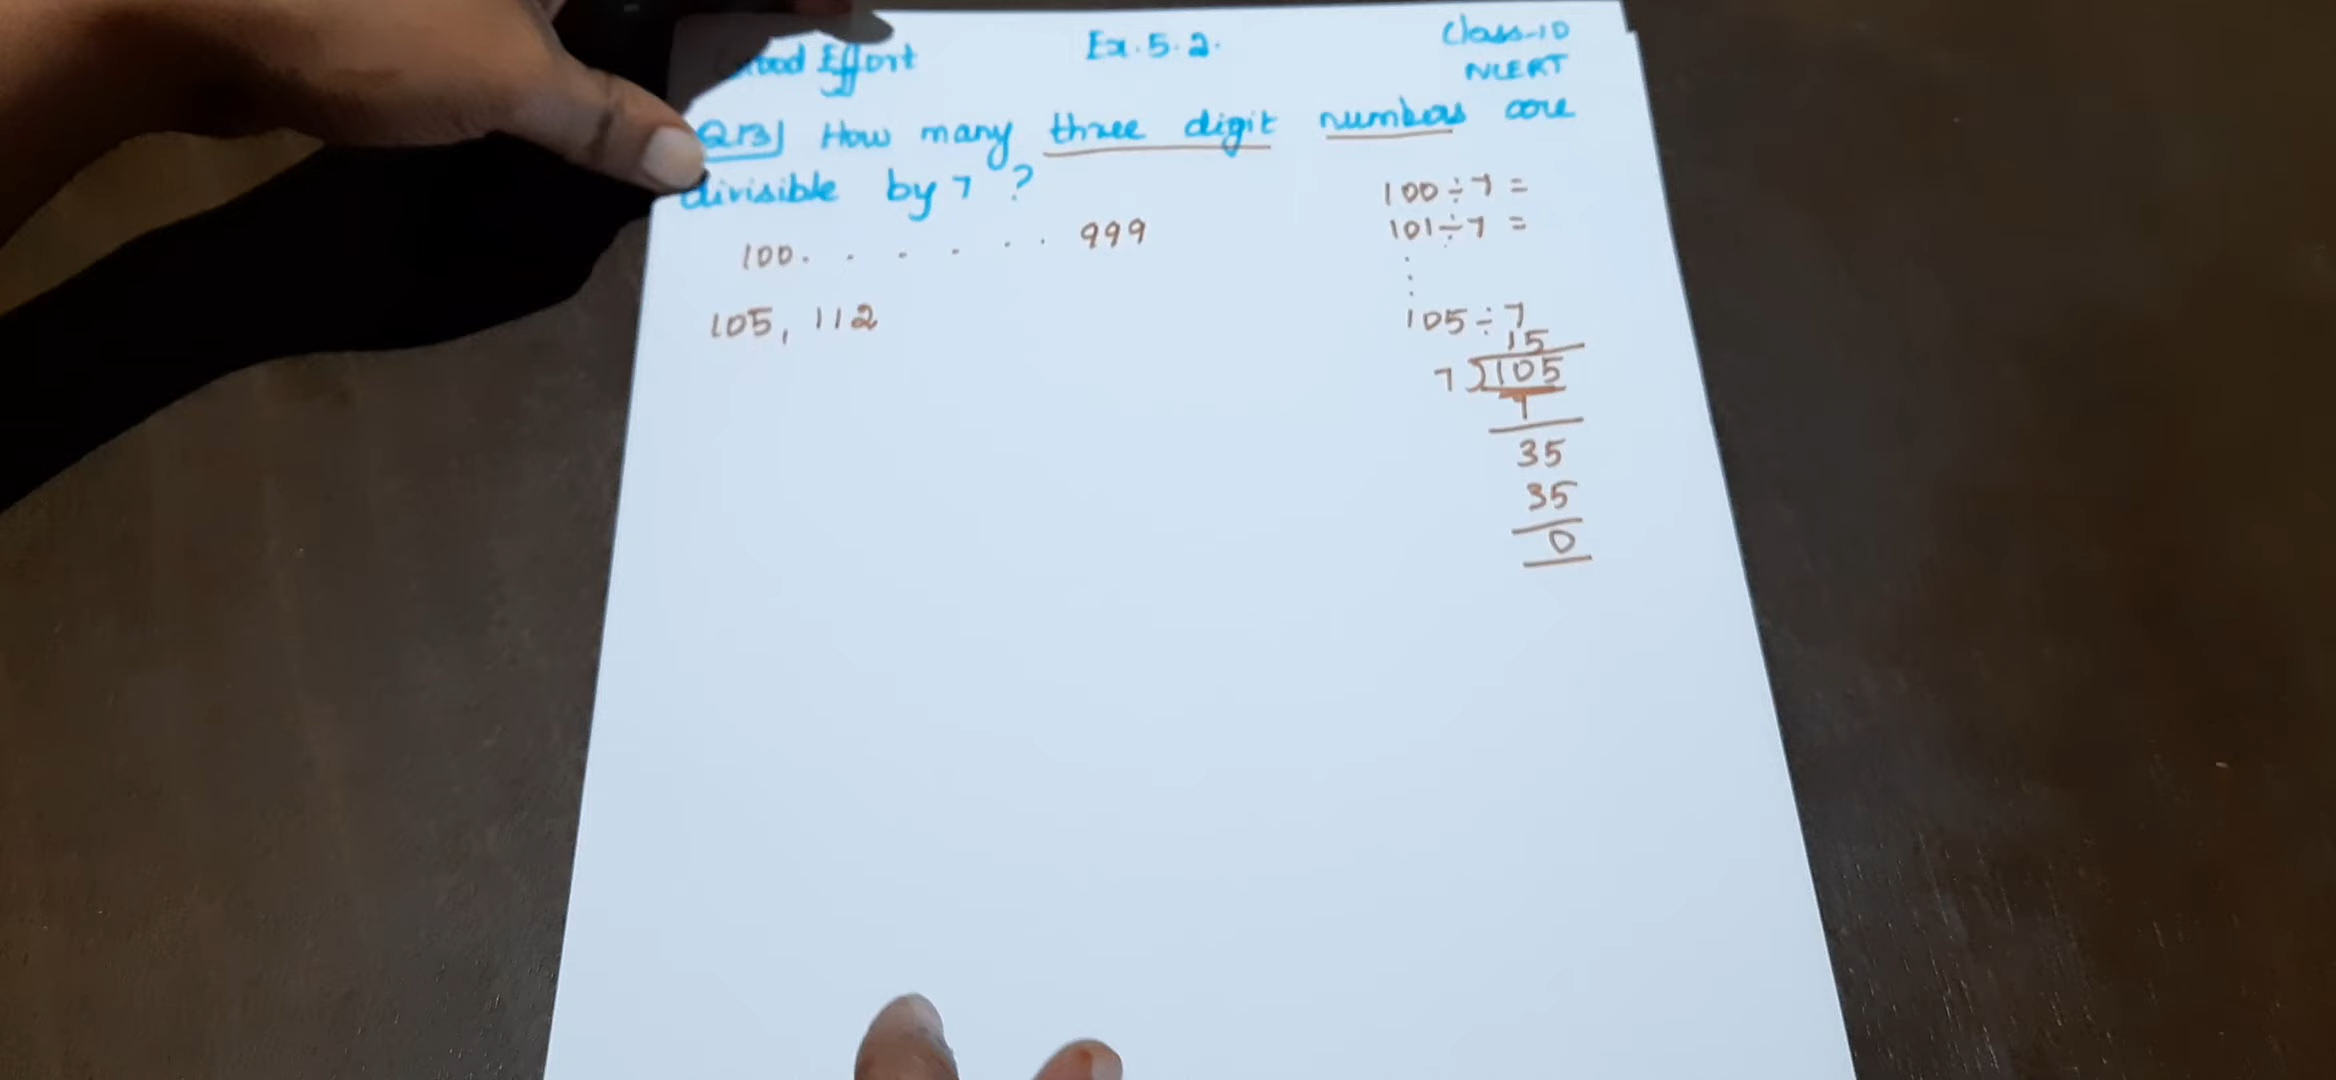 Effort Ex. 5.2. Class-10
NCERT
Q13) How many three digit numbers are
divisible by 7 ?
100 ÷ 7 =
100. . . . . . 999
101 ÷ 7 =
105, 112
105 ÷ 7
15
7 ) 105
7
35
35
0